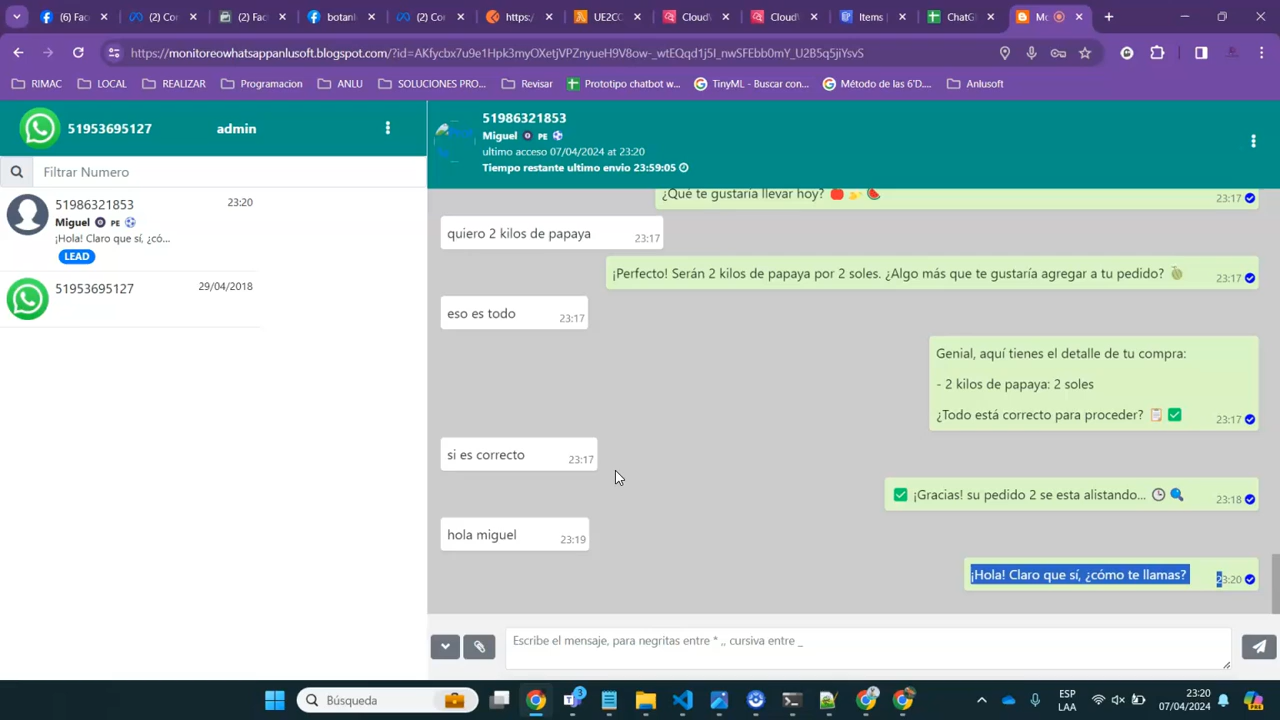 (2) Face
(2) Con
(2) Fac
botanl
(2) Con
https:/
UE2CC
CloudV
CloudV
Items
ChatG
Mo
https://monitoreowhatsappanlusoft.blogspot.com/?id=AKfycbx7u9e1Hpk3myOXetjVPZnyueH9V8ow-_wtEQqd1j5I_nwSFEbb0mY_U2B5q5jiYsvS
RIMAC
LOCAL
REALIZAR
Programacion
ANLU
SOLUCIONES PRO...
Revisar
Prototipo chatbot w...
TinyML - Buscar con...
Método de las 6'D....
Anlusoft
51953695127 admin
Filtrar Numero
51986321853 23:20
Miguel PE
¡Hola! Claro que sí, ¿có...
LEAD
51953695127 29/04/2018
51986321853
Miguel PE
ultimo acceso 07/04/2024 at 23:20
Tiempo restante ultimo envio 23:59:05
¿Qué te gustaría llevar hoy? 🍎 🍌 🍉 23:17
quiero 2 kilos de papaya 23:17
¡Perfecto! Serán 2 kilos de papaya por 2 soles. ¿Algo más que te gustaría agregar a tu pedido? 🍈 23:17
eso es todo 23:17
Genial, aquí tienes el detalle de tu compra:
- 2 kilos de papaya: 2 soles
¿Todo está correcto para proceder? 📋 ✅ 23:17
si es correcto 23:17
✅ ¡Gracias! su pedido 2 se esta alistando... 🕒 🔍 23:18
hola miguel 23:19
¡Hola! Claro que sí, ¿cómo te llamas? 23:20
Escribe el mensaje, para negritas entre * ,, cursiva entre _
Búsqueda
3
ESP
LAA
23:20
07/04/2024